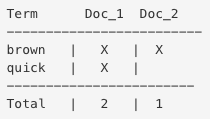 Term      Doc_1  Doc_2
-------------------------
brown   |   X   |  X
quick   |   X   |
------------------------
Total   |   2   |  1